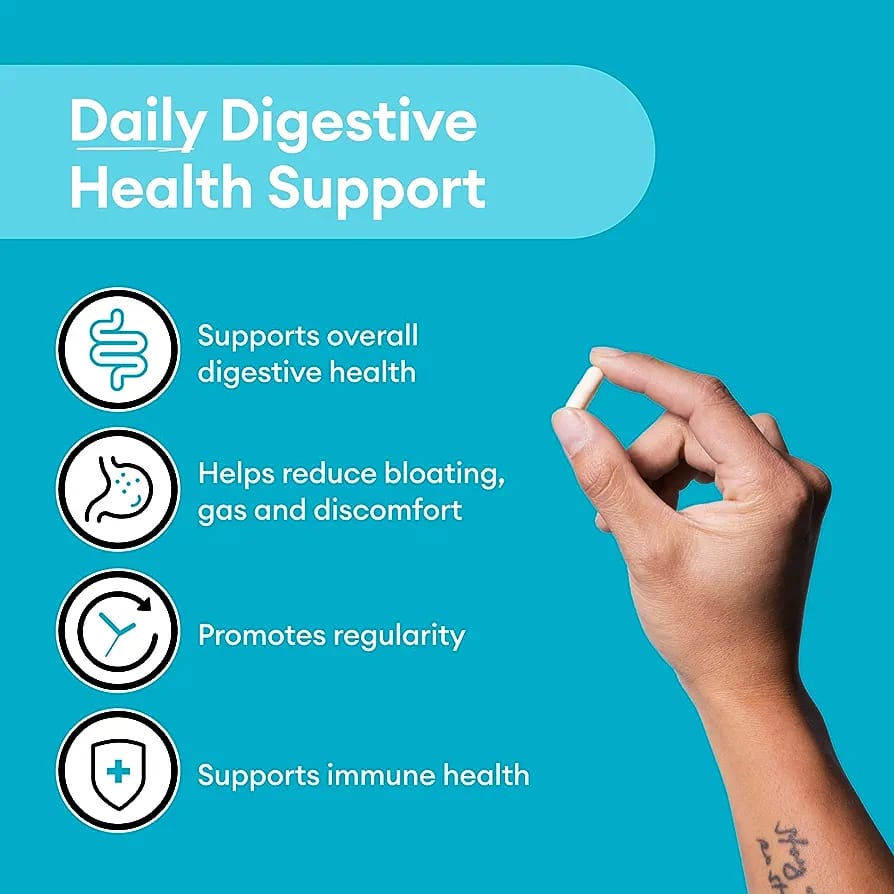 Daily Digestive
Health Support
Supports overall
digestive health
Helps reduce bloating,
gas and discomfort
Promotes regularity
Supports immune health